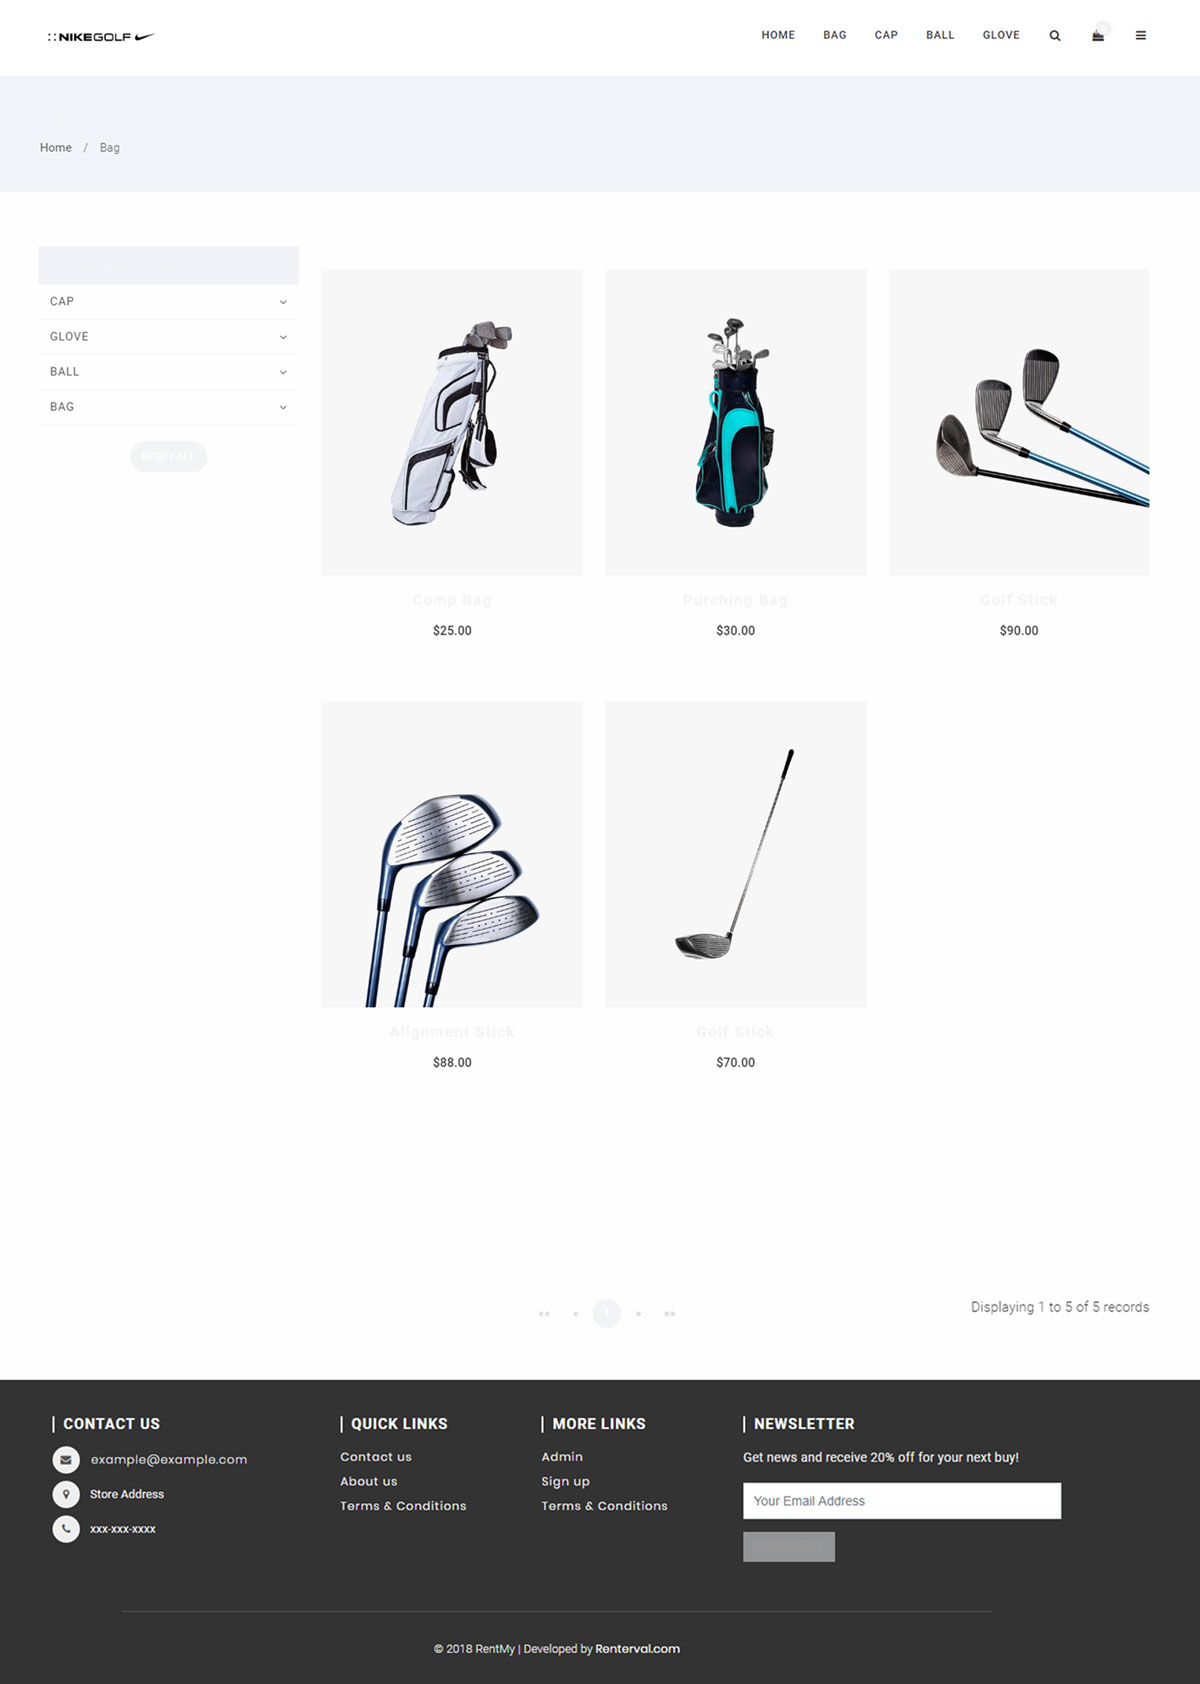 NIKEGOLF
HOME BAG CAP BALL GLOVE
Home / Bag
CAP
GLOVE
BALL
BAG
RESET ALL
Comp Bag Purching Bag Golf Stick
$25.00 $30.00 $90.00
Alignment Stick Golf Stick
$88.00 $70.00
«« « 1 » »»
Displaying 1 to 5 of 5 records
CONTACT US
example@example.com
Store Address
xxx-xxx-xxxx
QUICK LINKS
Contact us
About us
Terms & Conditions
MORE LINKS
Admin
Sign up
Terms & Conditions
NEWSLETTER
Get news and receive 20% off for your next buy!
Your Email Address
SUBSCRIBE
© 2018 RentMy | Developed by Renterval.com